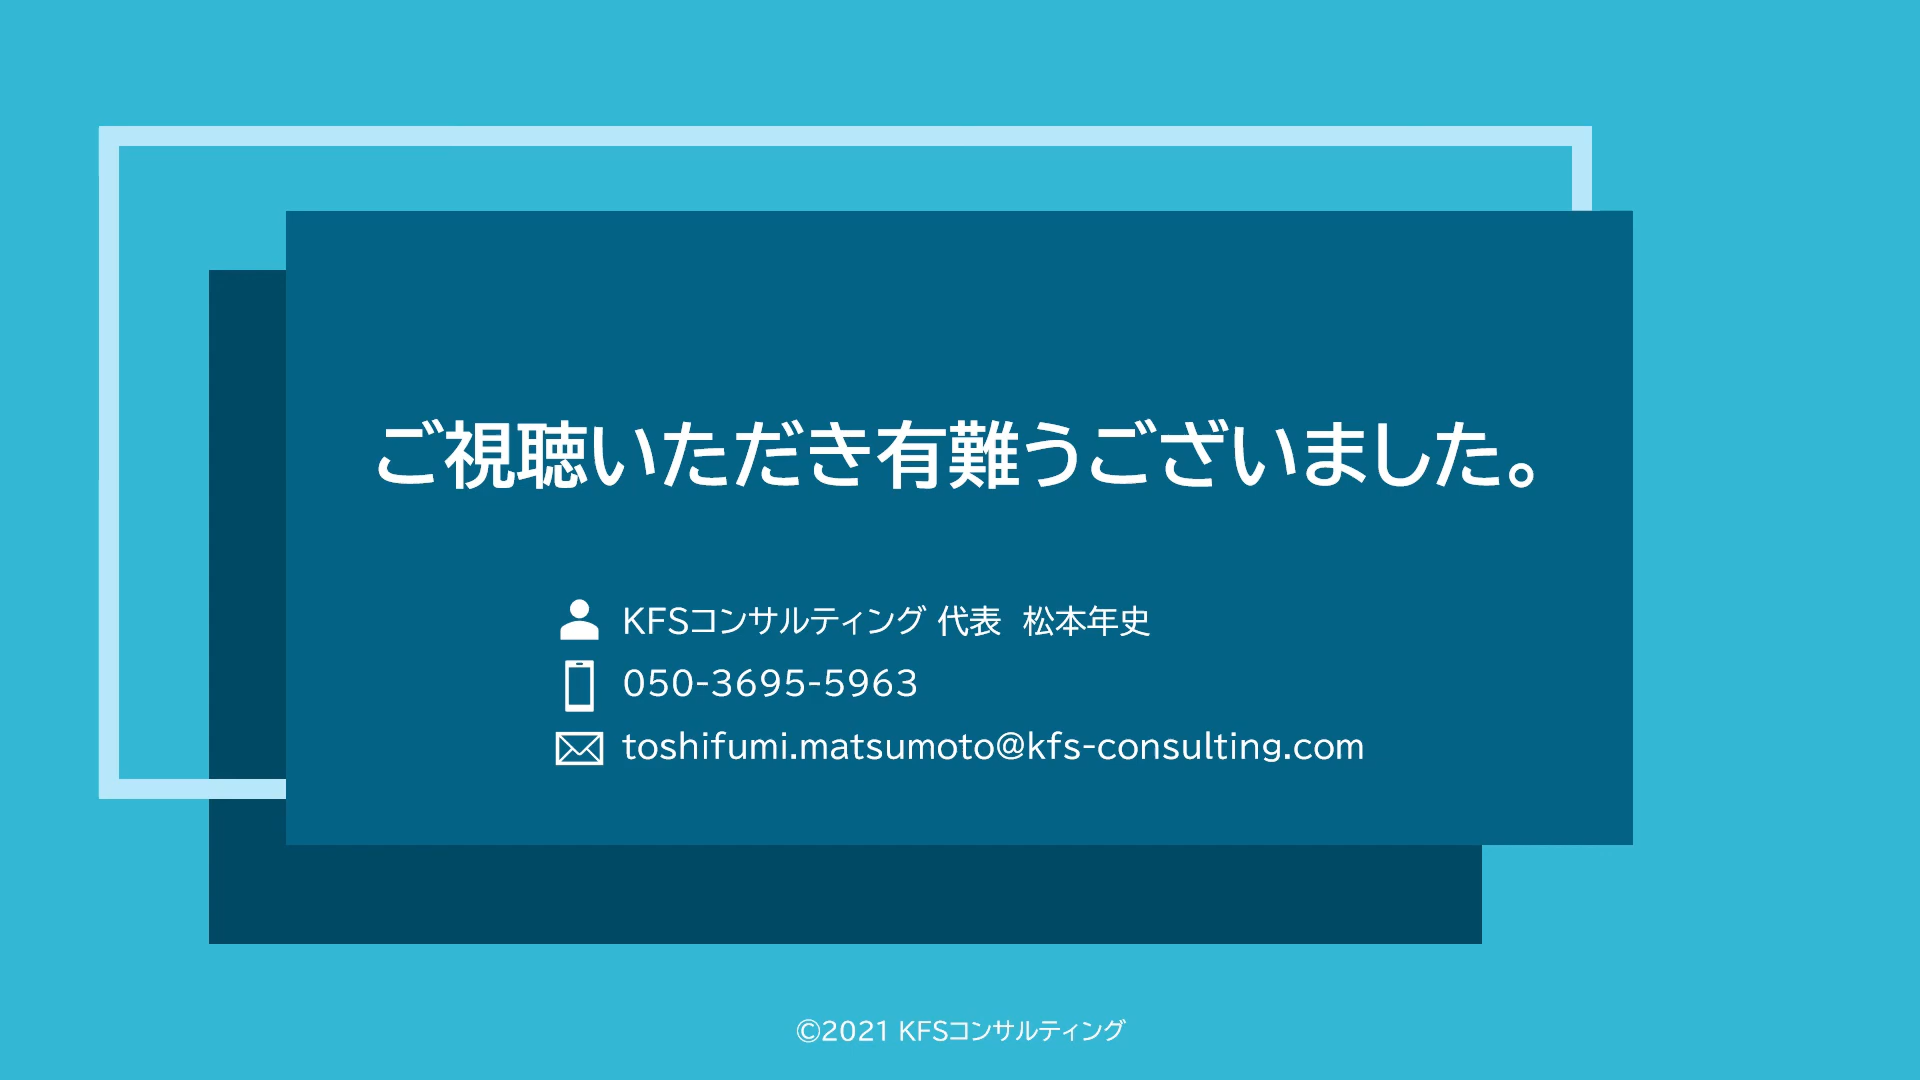 ご視聴いただき有難うございました。
KFSコンサルティング 代表 松本年史
050-3695-5963
toshifumi.matsumoto@kfs-consulting.com
©2021 KFSコンサルティング